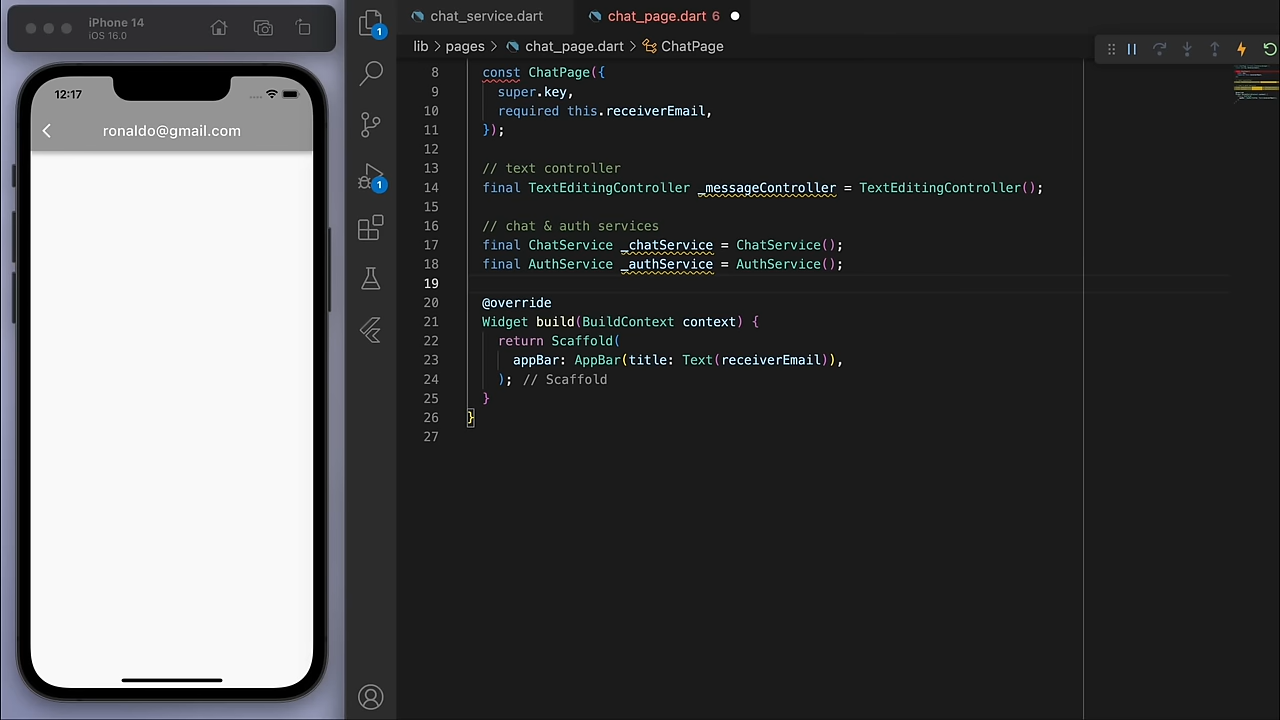 iPhone 14
iOS 16.0
12:17
ronaldo@gmail.com
1
1
chat_service.dart
chat_page.dart 6
lib > pages > chat_page.dart > ChatPage
8 const ChatPage({
9 super.key,
10 required this.receiverEmail,
11 });
12
13 // text controller
14 final TextEditingController _messageController = TextEditingController();
15
16 // chat & auth services
17 final ChatService _chatService = ChatService();
18 final AuthService _authService = AuthService();
19
20 @override
21 Widget build(BuildContext context) {
22 return Scaffold(
23 appBar: AppBar(title: Text(receiverEmail)),
24 ); // Scaffold
25 }
26 }
27